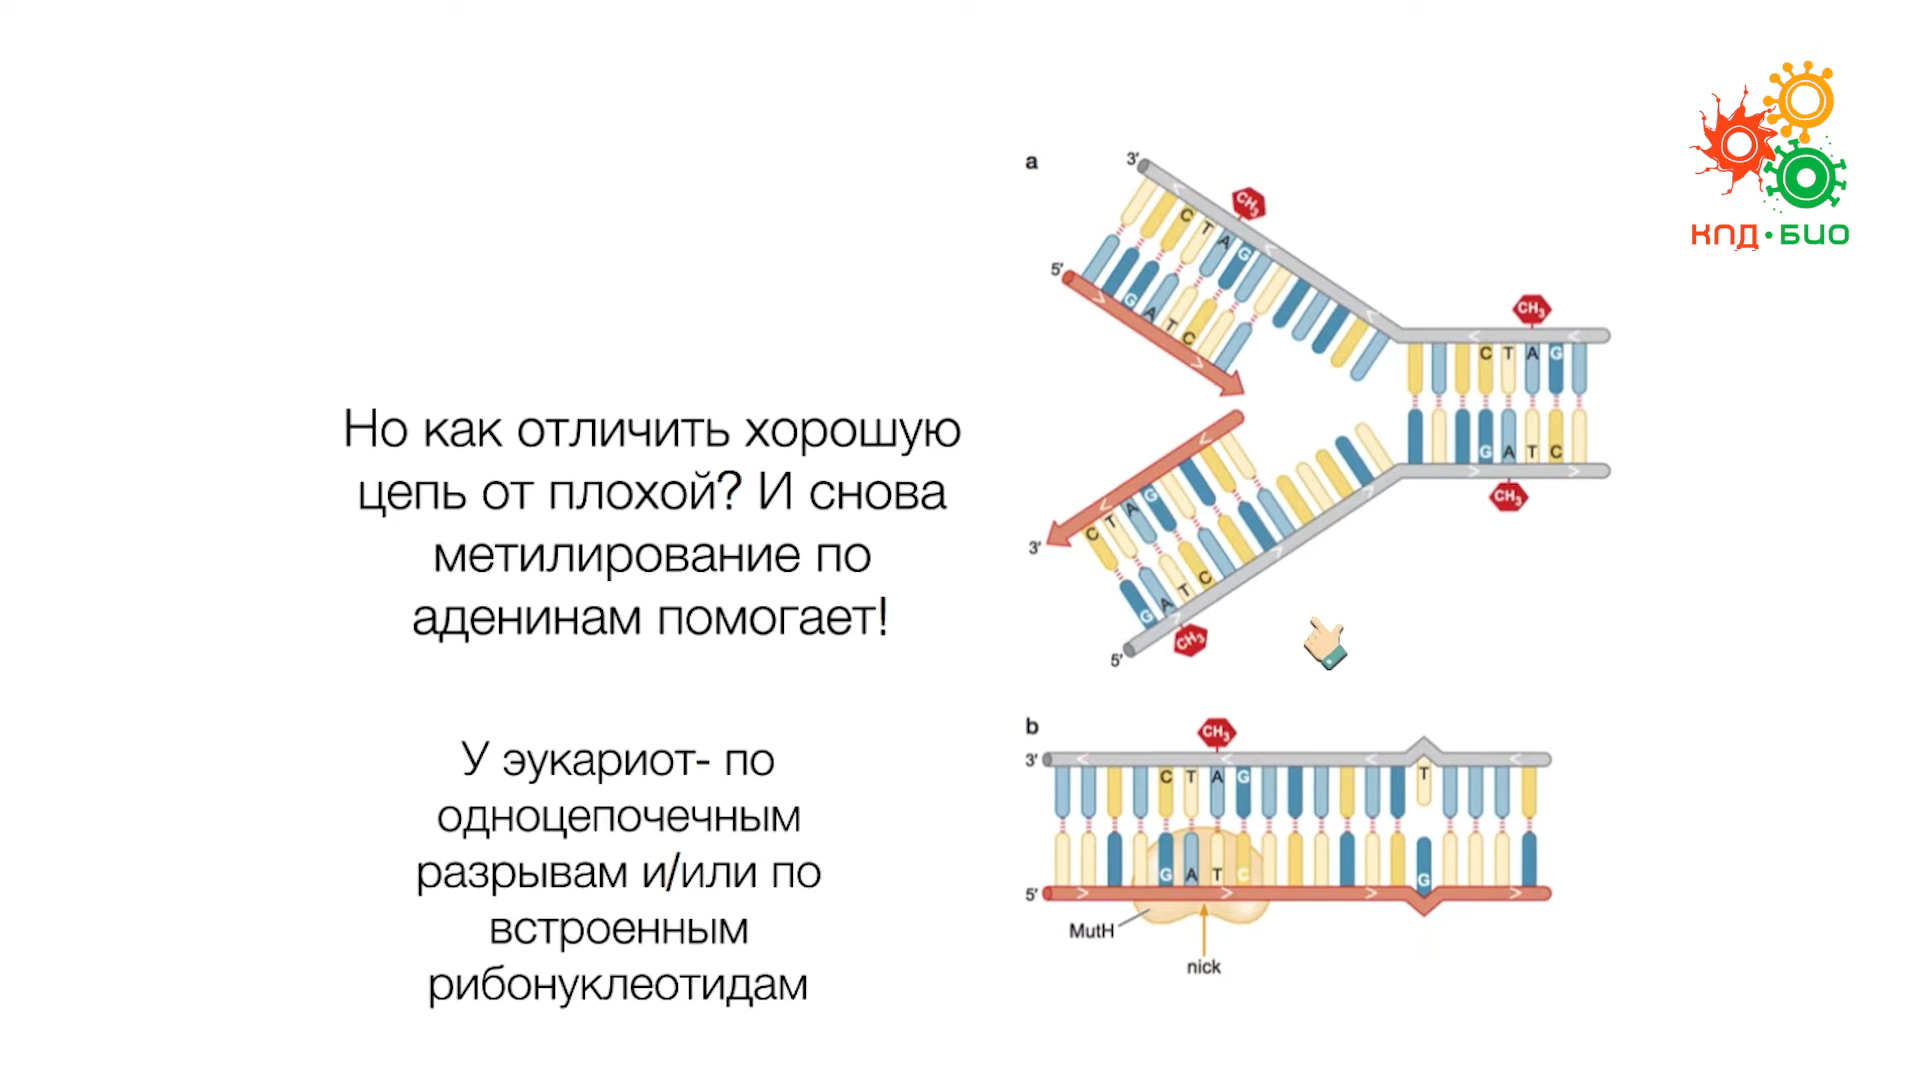 КПД•БИО
Но как отличить хорошую
цепь от плохой? И снова
метилирование по
аденинам помогает!
У эукариот- по
одноцепочечным
разрывам и/или по
встроенным
рибонуклеотидам
a
3′
CH3
C T A G
5′
G A T C
CH3
C T A G
G A T C
CH3
C T A G
3′
G A T C
CH3
5′
b
CH3
3′
C T A G
T
G A T C
G
5′
MutH
nick